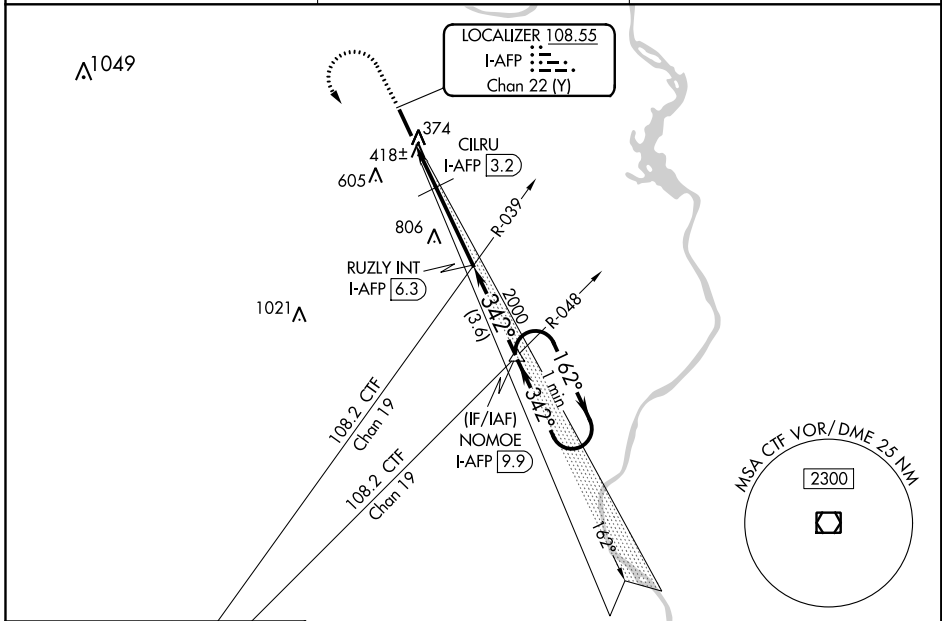 LOCALIZER 108.55
I-AFP
Chan 22 (Y)
1049
374
418±
CILRU
I-AFP 3.2
605
R-039
806
RUZLY INT
I-AFP 6.3
2000
342°
(3.6)
R-048
1021
162°
1 min
342°
(IF/IAF)
NOMOE
I-AFP 9.9
108.2 CTF
Chan 19
108.2 CTF
Chan 19
162°
MSA CTF VOR/DME 25 NM
2300